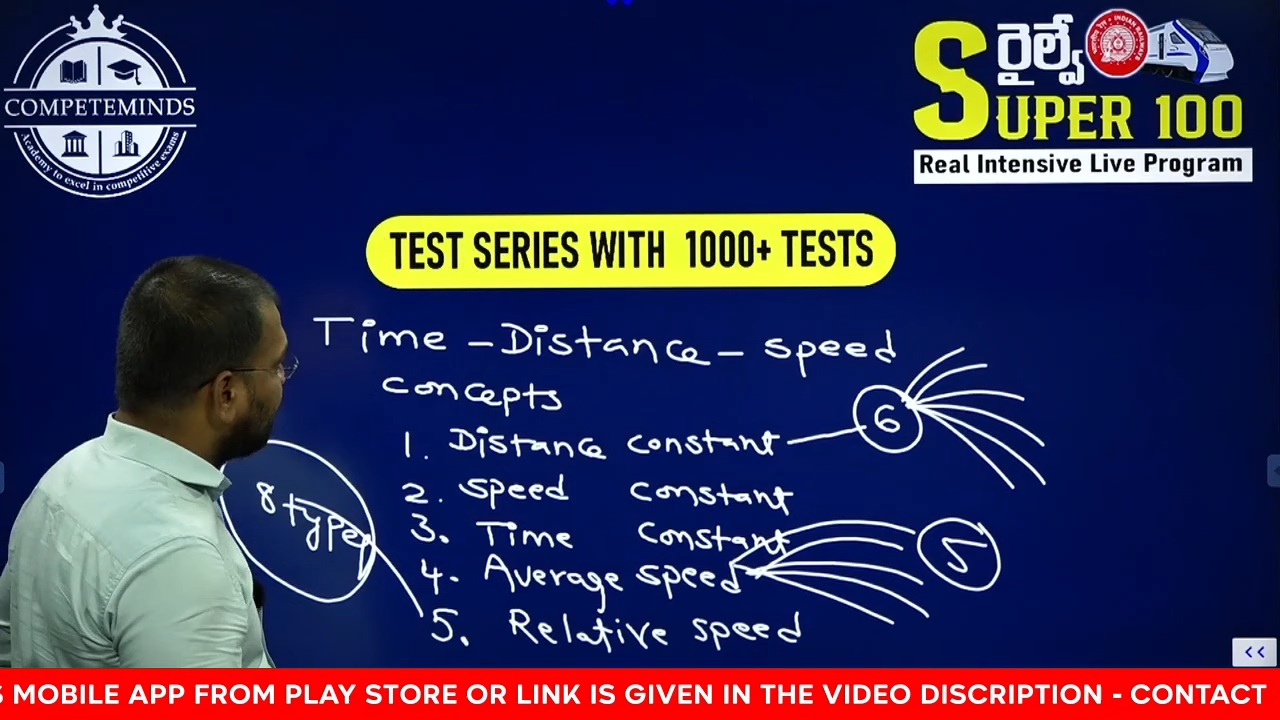 COMPETEMINDS
Academy to excel in competitive exams
రైల్వే
INDIAN RAILWAYS
SUPER 100
Real Intensive Live Program
TEST SERIES WITH 1000+ TESTS
Time - Distance - speed
concepts
1. Distance constant — 6
2. speed constant
3. Time constant
4. Average speed 5
5. Relative speed
8 types
<<
S MOBILE APP FROM PLAY STORE OR LINK IS GIVEN IN THE VIDEO DISCRIPTION - CONTACT